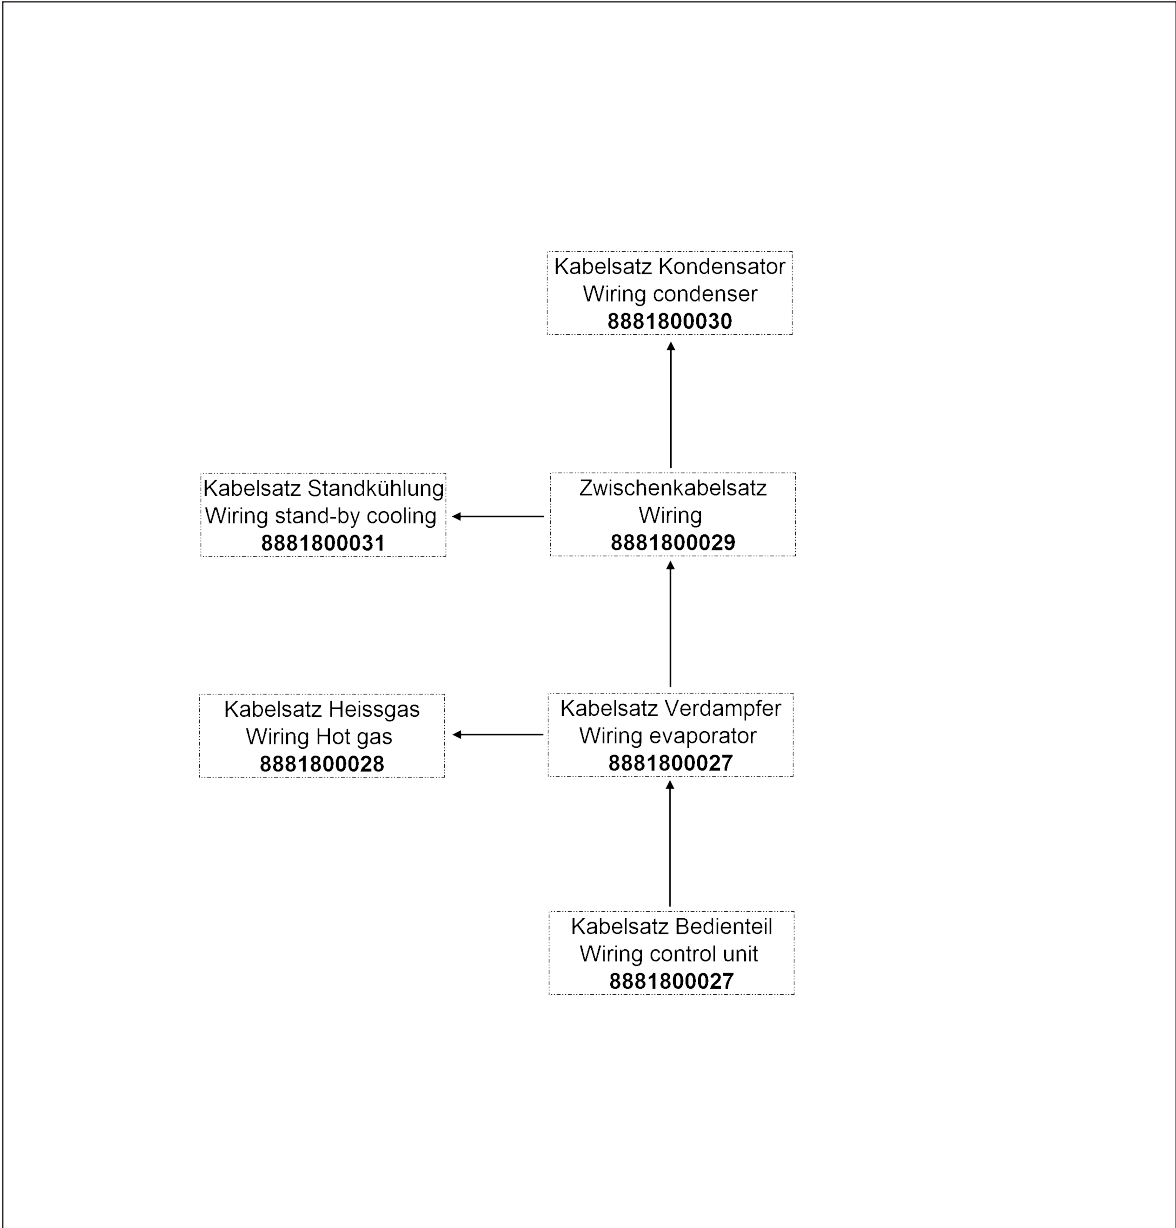 Kabelsatz Kondensator
Wiring condenser
8881800030
Kabelsatz Standkühlung
Wiring stand-by cooling
8881800031
Zwischenkabelsatz
Wiring
8881800029
Kabelsatz Heissgas
Wiring Hot gas
8881800028
Kabelsatz Verdampfer
Wiring evaporator
8881800027
Kabelsatz Bedienteil
Wiring control unit
8881800027